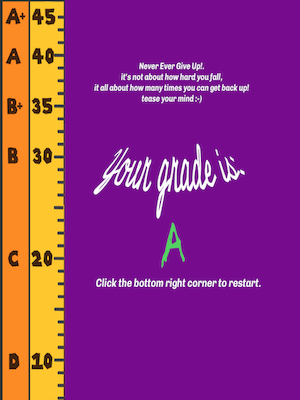 A+ 45
A 40
B+ 35
B 30
C 20
D 10
Never Ever Give Up!.
it's not about how hard you fall,
it all about how many times you can get back up!
tease your mind :-)
Your grade is:
A
Click the bottom right corner to restart.